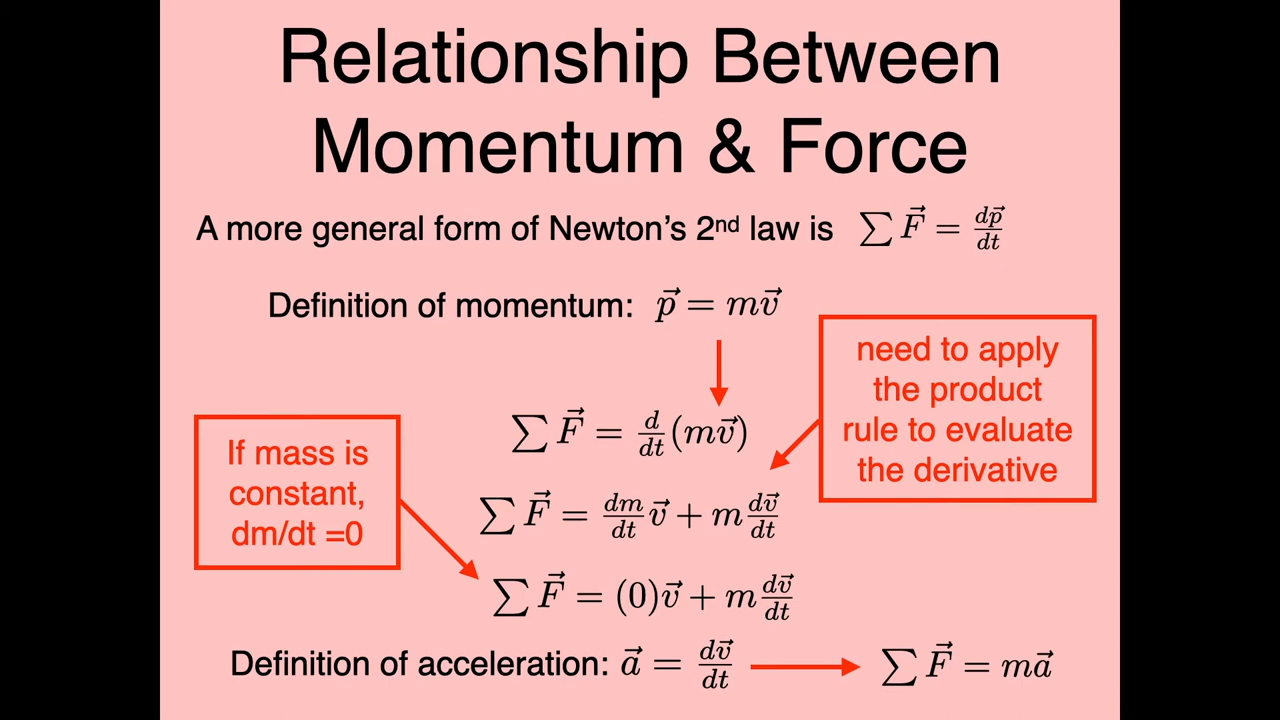 Relationship Between
Momentum & Force
A more general form of Newton's 2nd law is ∑ F⃗ = dp⃗/dt
Definition of momentum: p⃗ = mv⃗
need to apply
the product
rule to evaluate
the derivative
∑ F⃗ = d/dt(mv⃗)
If mass is
constant,
dm/dt =0
∑ F⃗ = dm/dt v⃗ + m dv⃗/dt
∑ F⃗ = (0)v⃗ + m dv⃗/dt
Definition of acceleration: a⃗ = dv⃗/dt
∑ F⃗ = ma⃗